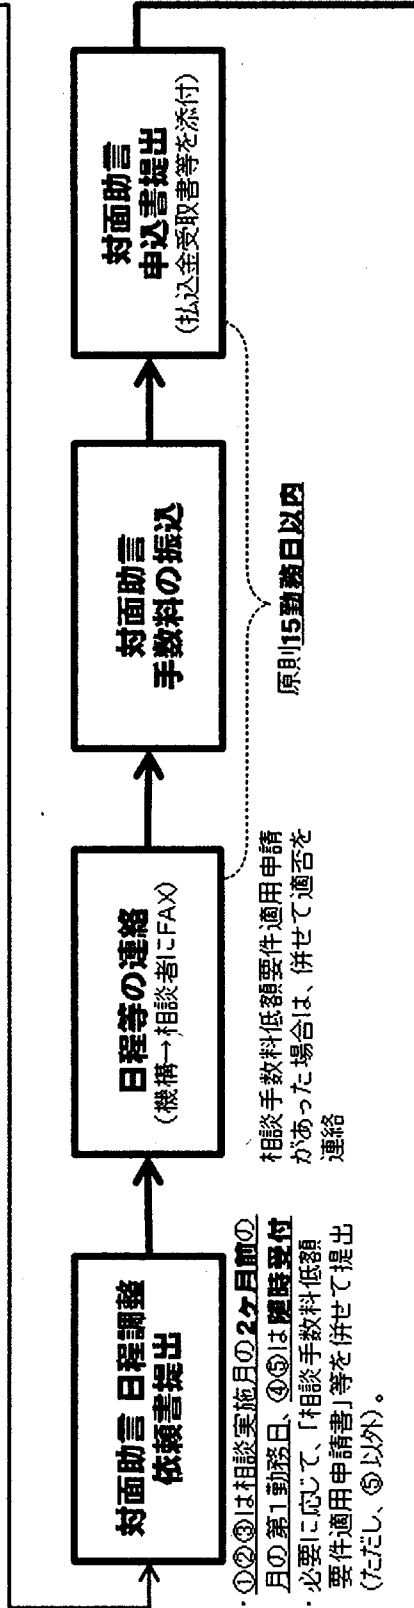 対面助言 日程調整
依頼書提出
・①②③は相談実施月の2ヶ月前の
月の第1勤務日、④⑤は随時受付
・必要に応じて、「相談手数料低額
要件適用申請書」等を併せて提出
(ただし、⑤以外)。
日程等の連絡
(機構→相談者にFAX)
相談手数料低額要件適用申請
があった場合は、併せて適否を
連絡
対面助言
手数料の振込
原則15勤務日以内
対面助言
申込書提出
(払込金受取書等を添付)